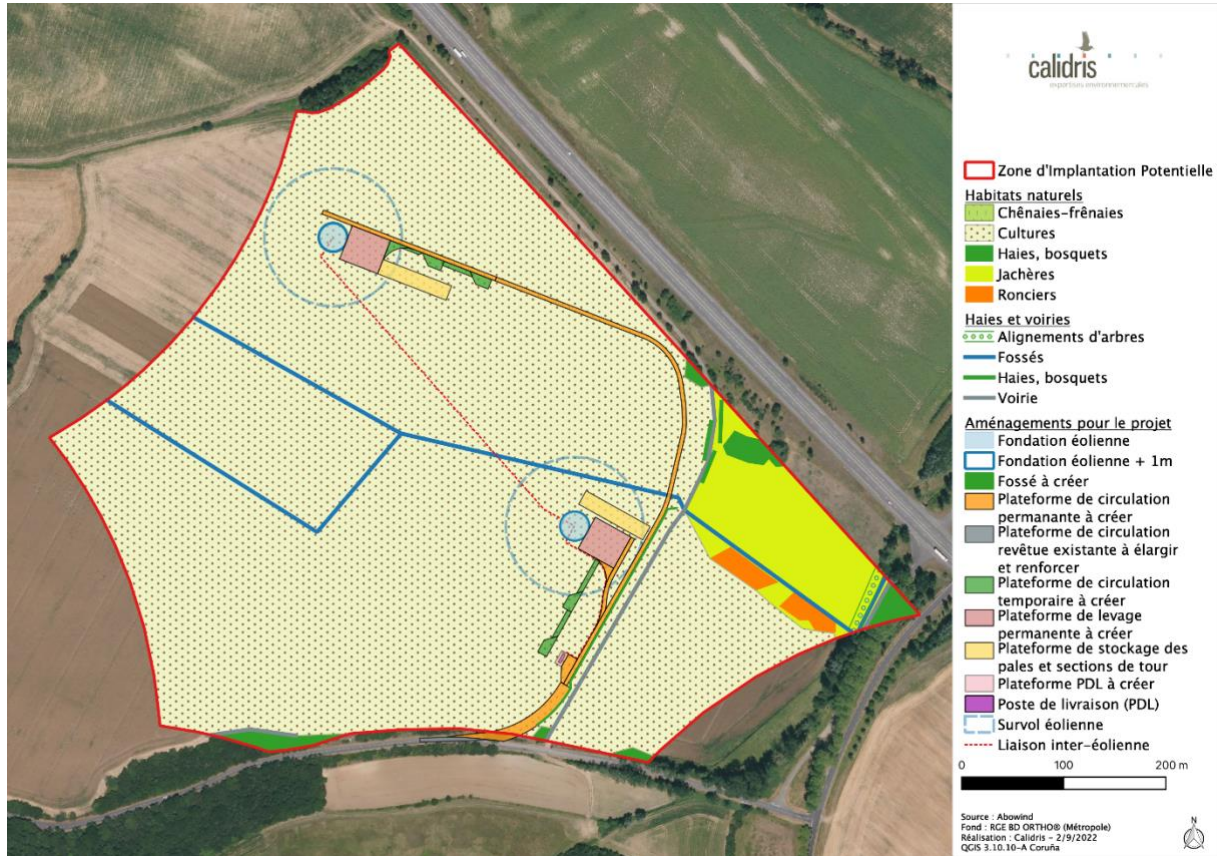 calidris
expertises environnementales
Zone d'Implantation Potentielle
Habitats naturels
Chênaies-frênaies
Cultures
Haies, bosquets
Jachères
Ronciers
Haies et voiries
Alignements d'arbres
Fossés
Haies, bosquets
Voirie
Aménagements pour le projet
Fondation éolienne
Fondation éolienne + 1m
Fossé à créer
Plateforme de circulation
permanante à créer
Plateforme de circulation
revêtue existante à élargir
et renforcer
Plateforme de circulation
temporaire à créer
Plateforme de levage
permanente à créer
Plateforme de stockage des
pales et sections de tour
Plateforme PDL à créer
Poste de livraison (PDL)
Survol éolienne
Liaison inter-éolienne
0 100 200 m
Source : Abowind
Fond : RGE BD ORTHO® (Métropole)
Réalisation : Calidris - 2/9/2022
QGIS 3.10.10-A Coruña
N